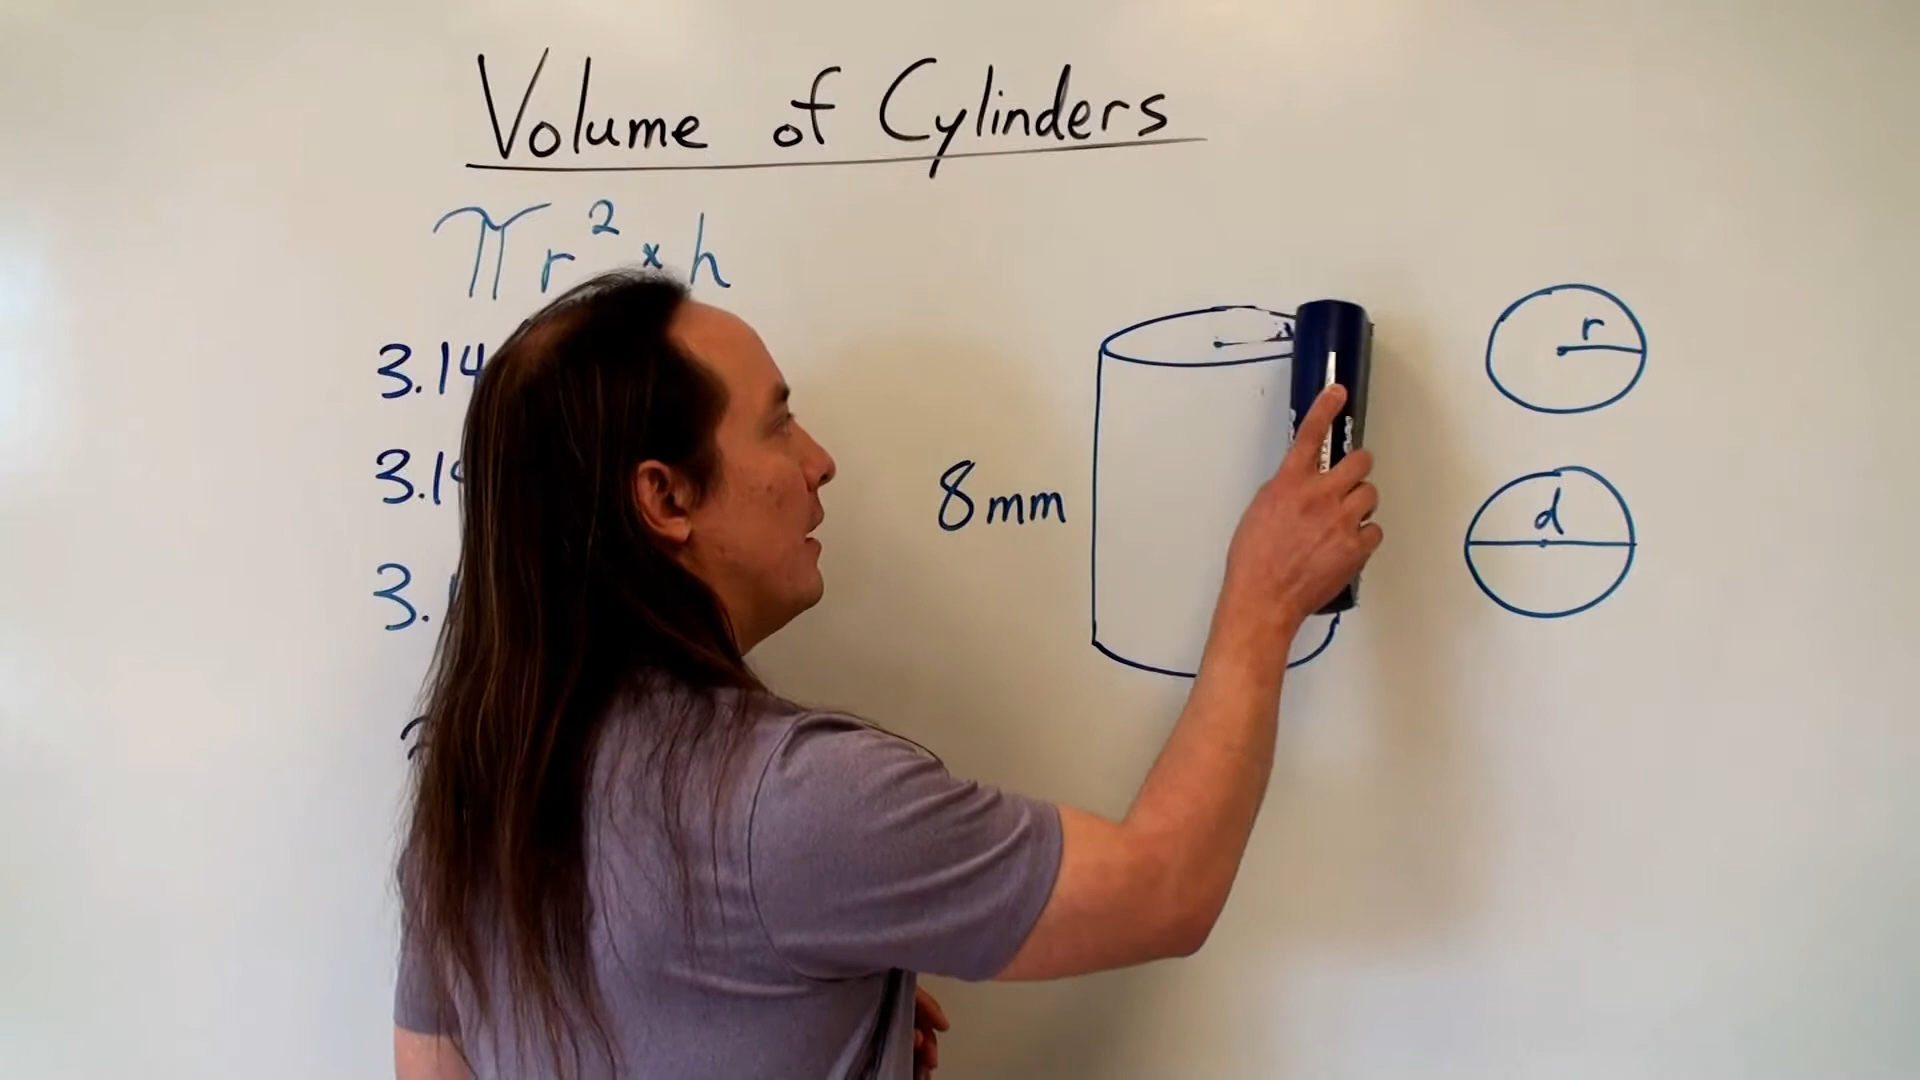 Volume of Cylinders
πr² × h
3.14
3.1
3.
8mm
r
d